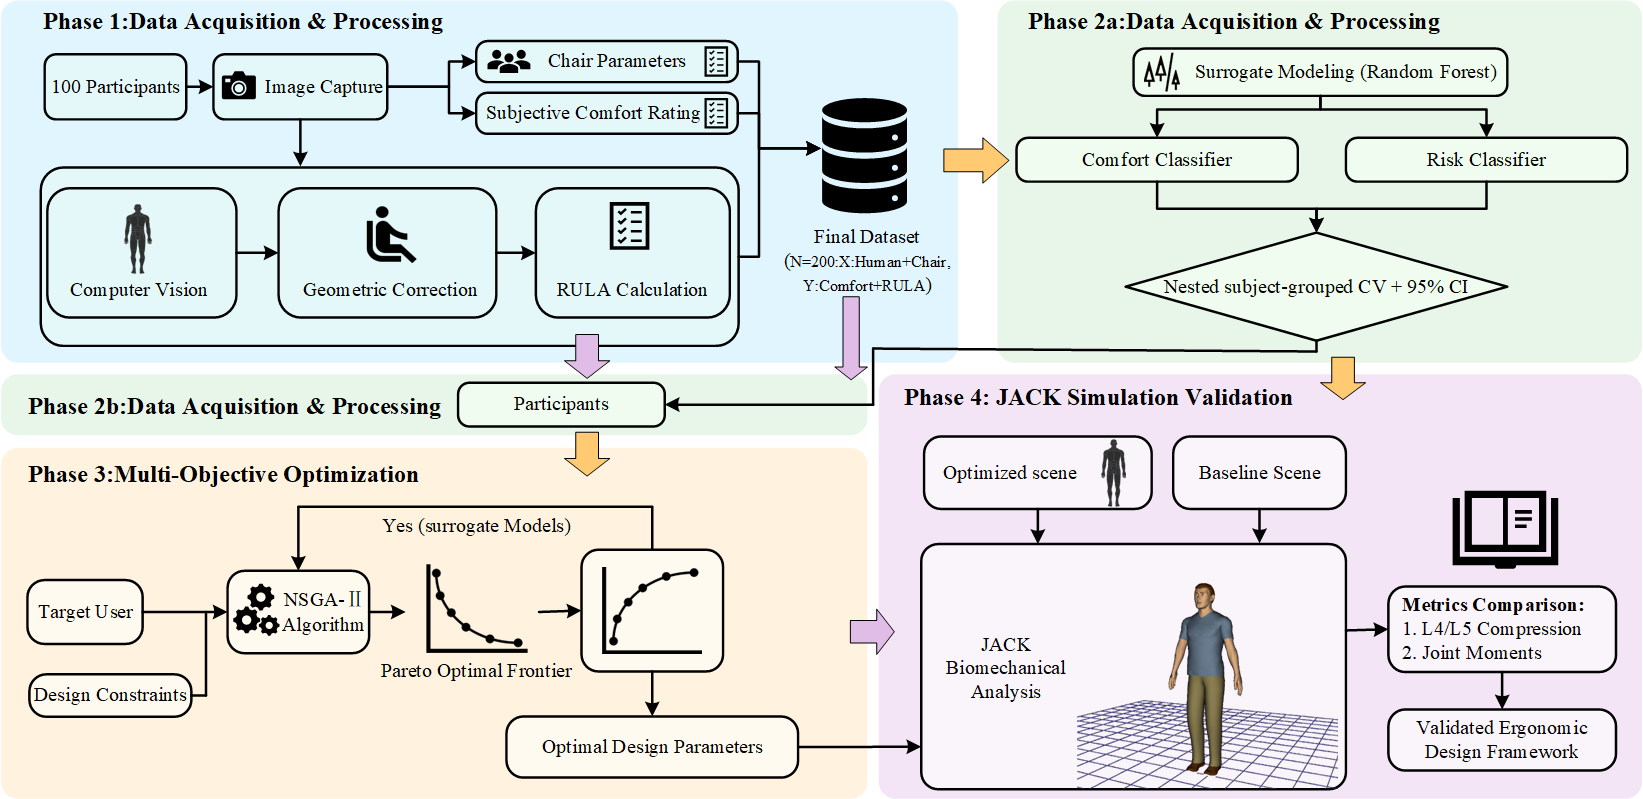 Phase 1:Data Acquisition & Processing
100 Participants
Image Capture
Chair Parameters
Subjective Comfort Rating
Computer Vision
Geometric Correction
RULA Calculation
Final Dataset
(N=200:X:Human+Chair,
Y:Comfort+RULA)
Phase 2a:Data Acquisition & Processing
Surrogate Modeling (Random Forest)
Comfort Classifier
Risk Classifier
Nested subject-grouped CV + 95% CI
Phase 2b:Data Acquisition & Processing
Participants
Phase 3:Multi-Objective Optimization
Yes (surrogate Models)
Target User
Design Constraints
NSGA-Ⅱ
Algorithm
Pareto Optimal Frontier
Optimal Design Parameters
Phase 4: JACK Simulation Validation
Optimized scene
Baseline Scene
JACK
Biomechanical
Analysis
Metrics Comparison:
1. L4/L5 Compression
2. Joint Moments
Validated Ergonomic
Design Framework